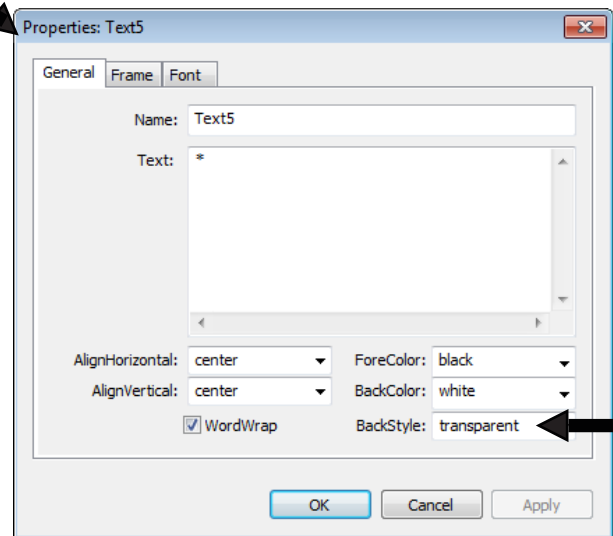 Properties: Text5
General Frame Font
Name: Text5
Text: *
AlignHorizontal: center ForeColor: black
AlignVertical: center BackColor: white
WordWrap BackStyle: transparent
OK Cancel Apply